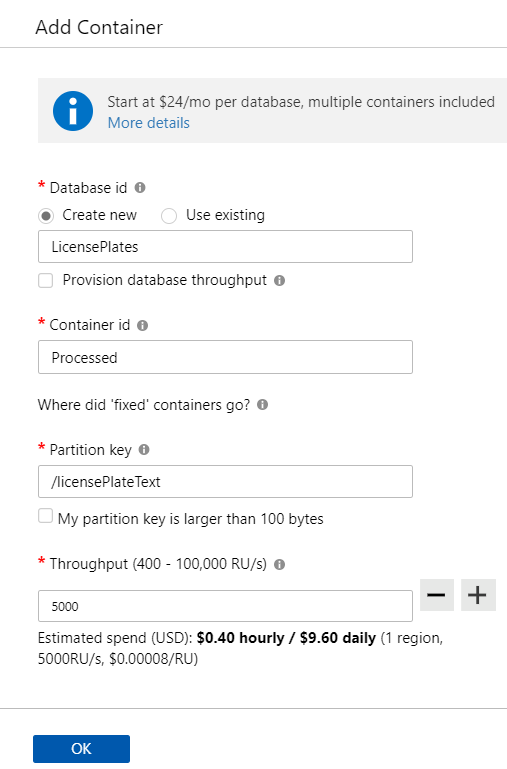 Add Container
Start at $24/mo per database, multiple containers included
More details
* Database id
Create new Use existing
LicensePlates
Provision database throughput
* Container id
Processed
Where did 'fixed' containers go?
* Partition key
/licensePlateText
My partition key is larger than 100 bytes
* Throughput (400 - 100,000 RU/s)
5000
Estimated spend (USD): $0.40 hourly / $9.60 daily (1 region,
5000RU/s, $0.00008/RU)
OK